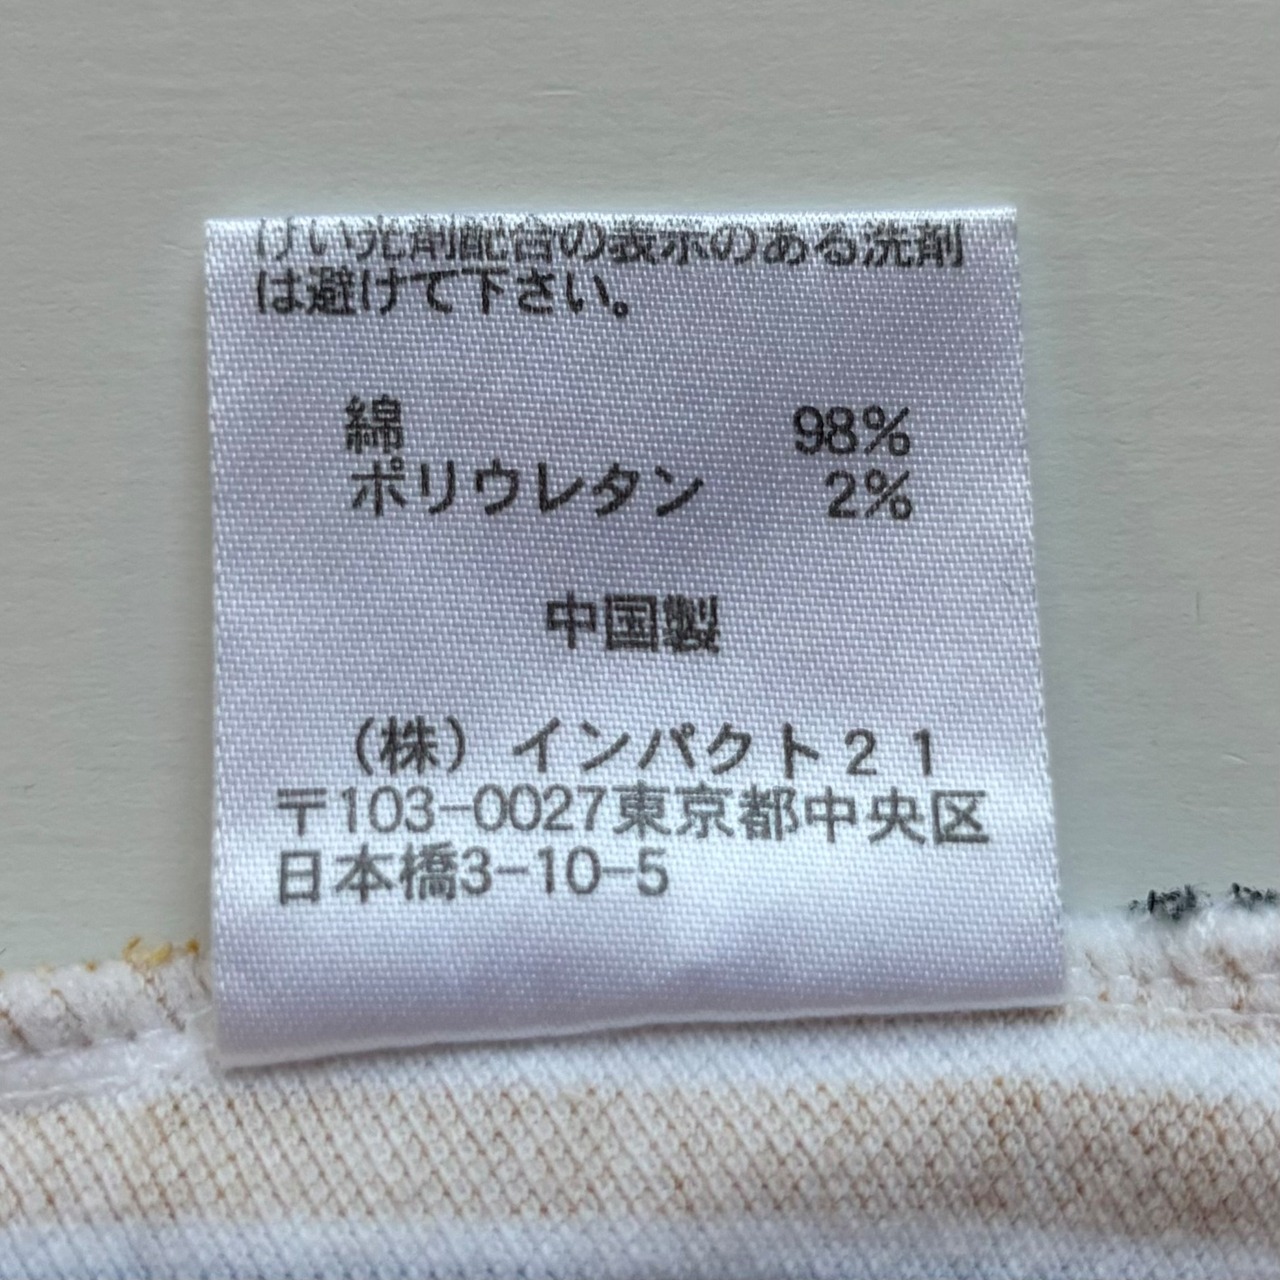 けい光剤配合の表示のある洗剤
は避けて下さい。
綿 98%
ポリウレタン 2%
中国製
(株) インパクト21
〒103-0027東京都中央区
日本橋3-10-5